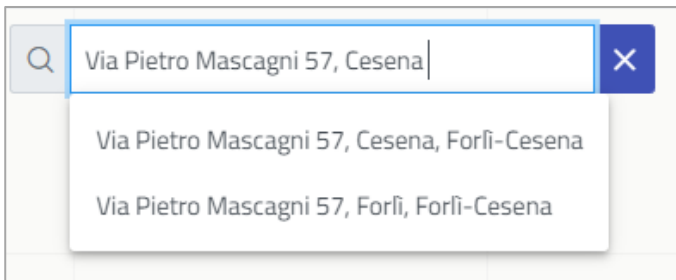 Via Pietro Mascagni 57, Cesena
Via Pietro Mascagni 57, Cesena, Forlì-Cesena
Via Pietro Mascagni 57, Forlì, Forlì-Cesena